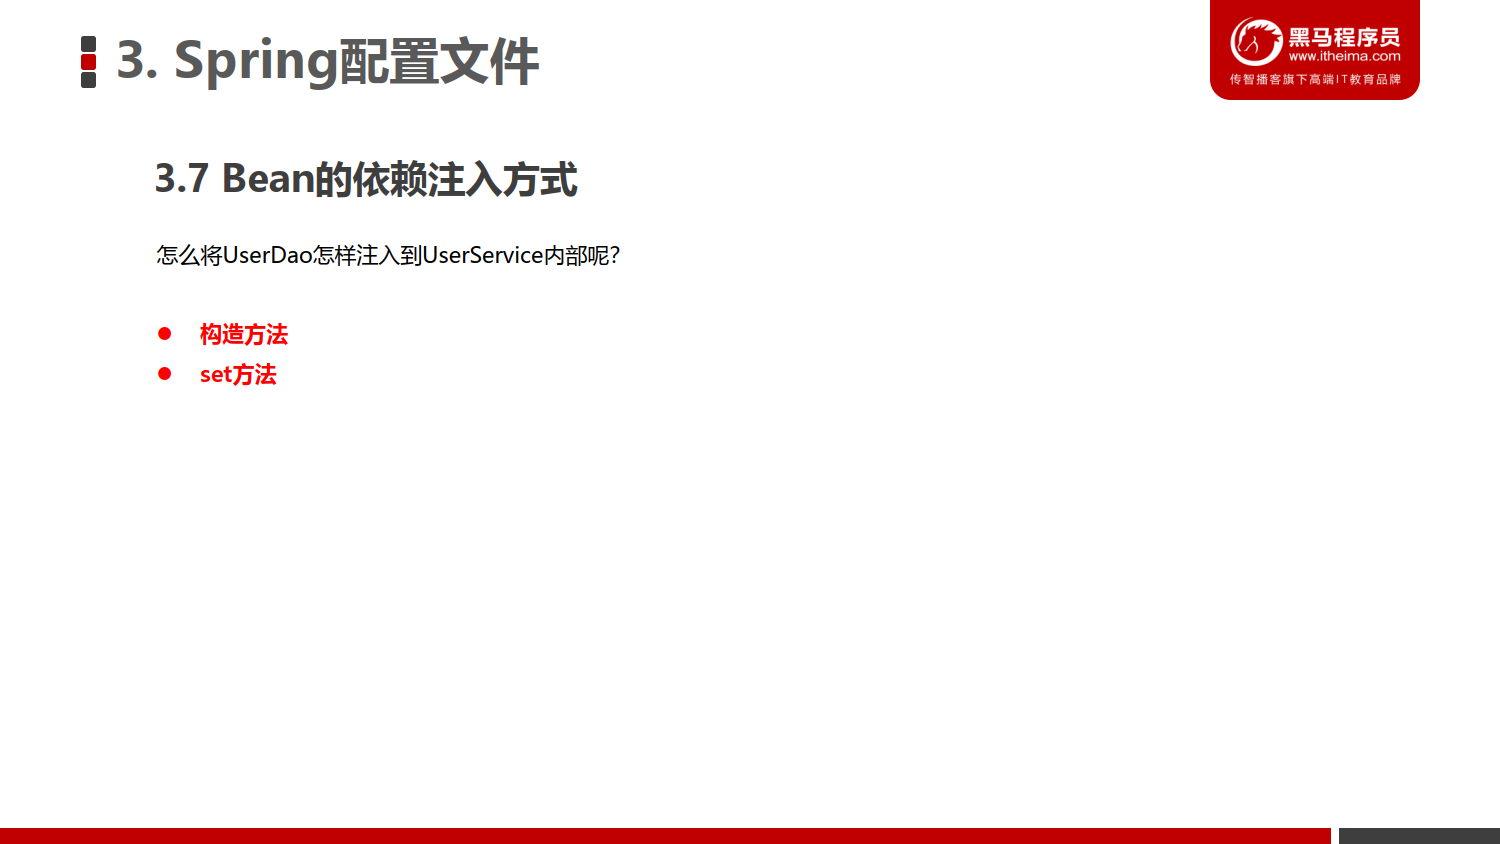 3. Spring配置文件
黑马程序员
www.itheima.com
传智播客旗下高端IT教育品牌
3.7 Bean的依赖注入方式
怎么将UserDao怎样注入到UserService内部呢?
● 构造方法
● set方法